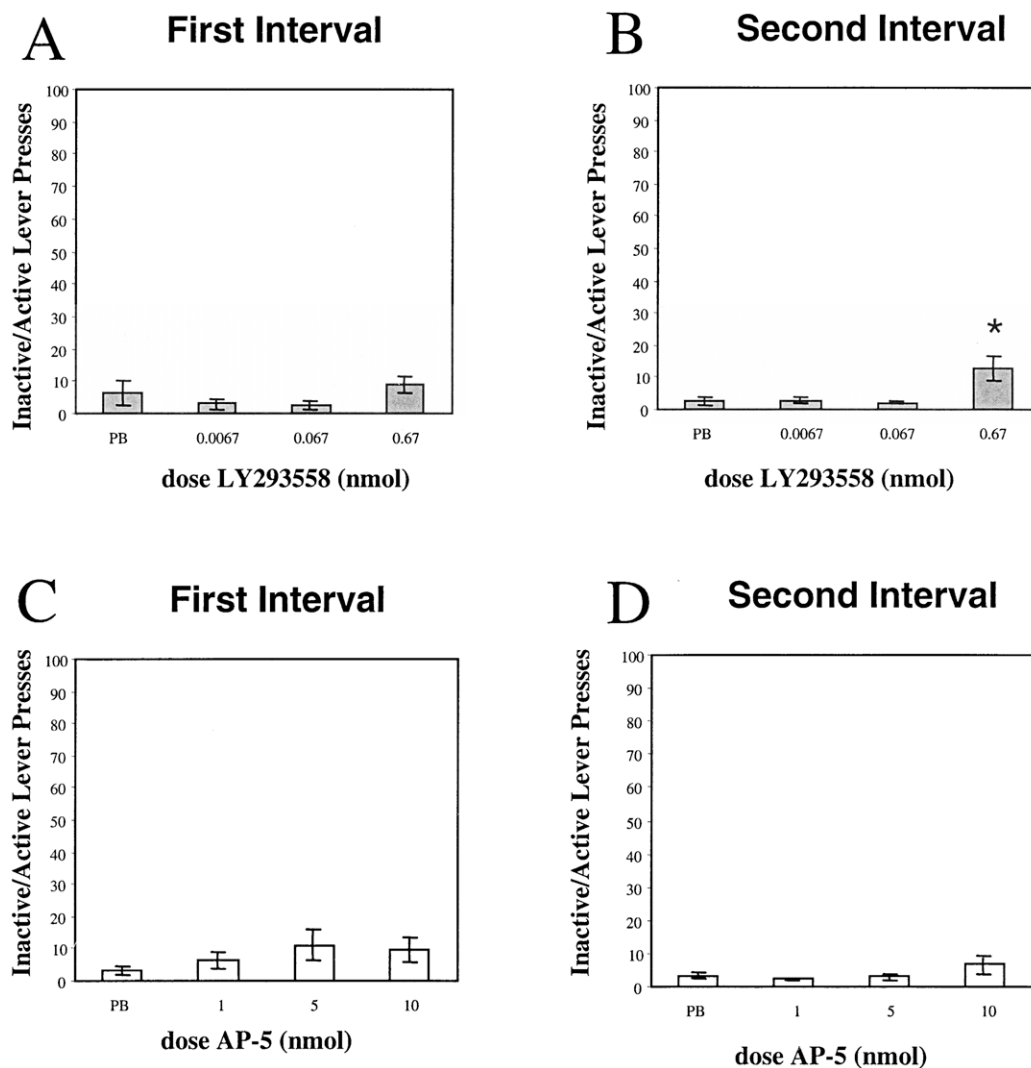 A
First Interval
Inactive/Active Lever Presses
100
90
80
70
60
50
40
30
20
10
0
PB 0.0067 0.067 0.67
dose LY293558 (nmol)
B
Second Interval
Inactive/Active Lever Presses
100
90
80
70
60
50
40
30
20
10
0
*
PB 0.0067 0.067 0.67
dose LY293558 (nmol)
C
First Interval
Inactive/Active Lever Presses
100
90
80
70
60
50
40
30
20
10
0
PB 1 5 10
dose AP-5 (nmol)
D
Second Interval
Inactive/Active Lever Presses
100
90
80
70
60
50
40
30
20
10
0
PB 1 5 10
dose AP-5 (nmol)